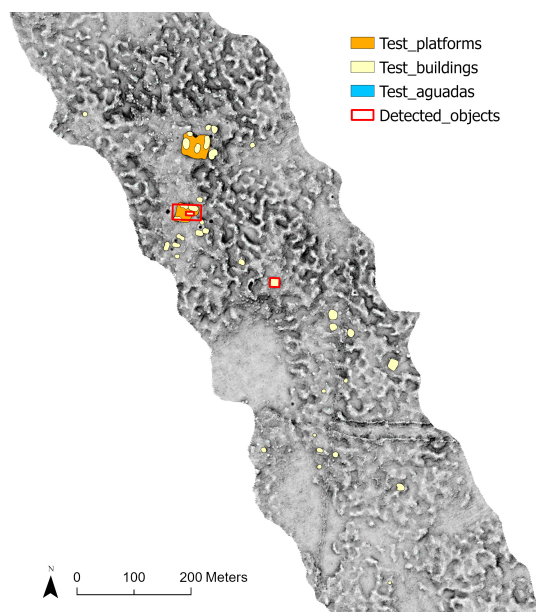 Test_platforms
Test_buildings
Test_aguadas
Detected_objects
N
0 100 200 Meters